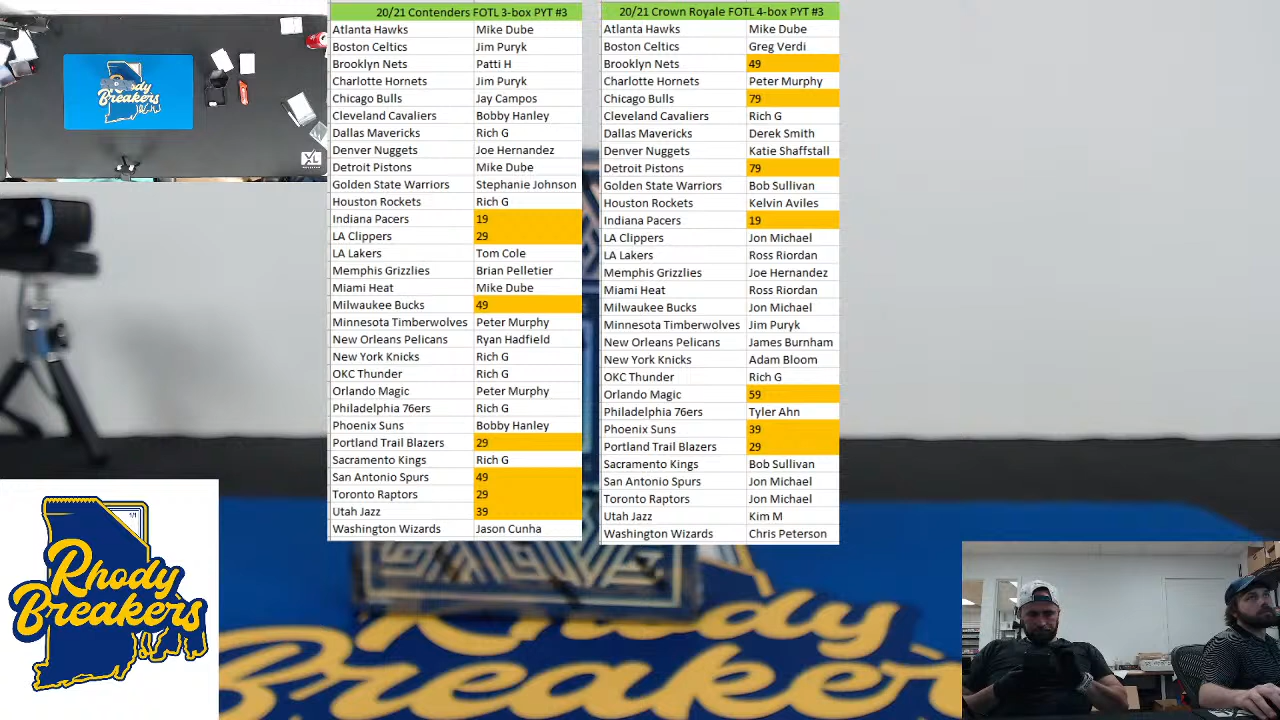 Rhody
Breakers
XL
20/21 Contenders FOTL 3-box PYT #3
Atlanta Hawks Mike Dube
Boston Celtics Jim Puryk
Brooklyn Nets Patti H
Charlotte Hornets Jim Puryk
Chicago Bulls Jay Campos
Cleveland Cavaliers Bobby Hanley
Dallas Mavericks Rich G
Denver Nuggets Joe Hernandez
Detroit Pistons Mike Dube
Golden State Warriors Stephanie Johnson
Houston Rockets Rich G
Indiana Pacers 19
LA Clippers 29
LA Lakers Tom Cole
Memphis Grizzlies Brian Pelletier
Miami Heat Mike Dube
Milwaukee Bucks 49
Minnesota Timberwolves Peter Murphy
New Orleans Pelicans Ryan Hadfield
New York Knicks Rich G
OKC Thunder Rich G
Orlando Magic Peter Murphy
Philadelphia 76ers Rich G
Phoenix Suns Bobby Hanley
Portland Trail Blazers 29
Sacramento Kings Rich G
San Antonio Spurs 49
Toronto Raptors 29
Utah Jazz 39
Washington Wizards Jason Cunha
20/21 Crown Royale FOTL 4-box PYT #3
Atlanta Hawks Mike Dube
Boston Celtics Greg Verdi
Brooklyn Nets 49
Charlotte Hornets Peter Murphy
Chicago Bulls 79
Cleveland Cavaliers Rich G
Dallas Mavericks Derek Smith
Denver Nuggets Katie Shaffstall
Detroit Pistons 79
Golden State Warriors Bob Sullivan
Houston Rockets Kelvin Aviles
Indiana Pacers 19
LA Clippers Jon Michael
LA Lakers Ross Riordan
Memphis Grizzlies Joe Hernandez
Miami Heat Ross Riordan
Milwaukee Bucks Jon Michael
Minnesota Timberwolves Jim Puryk
New Orleans Pelicans James Burnham
New York Knicks Adam Bloom
OKC Thunder Rich G
Orlando Magic 59
Philadelphia 76ers Tyler Ahn
Phoenix Suns 39
Portland Trail Blazers 29
Sacramento Kings Bob Sullivan
San Antonio Spurs Jon Michael
Toronto Raptors Jon Michael
Utah Jazz Kim M
Washington Wizards Chris Peterson
Rhody
Breakers
Rhody
Breakers